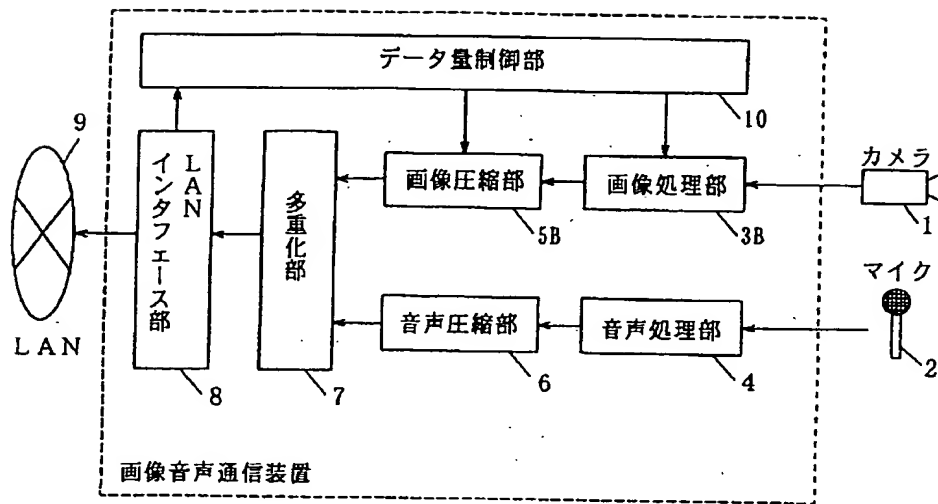 データ量制御部
10
9
LAN
インタフェース部
8
多重化部
7
画像圧縮部
5B
画像処理部
3B
カメラ
1
マイク
2
音声圧縮部
6
音声処理部
4
LAN
画像音声通信装置